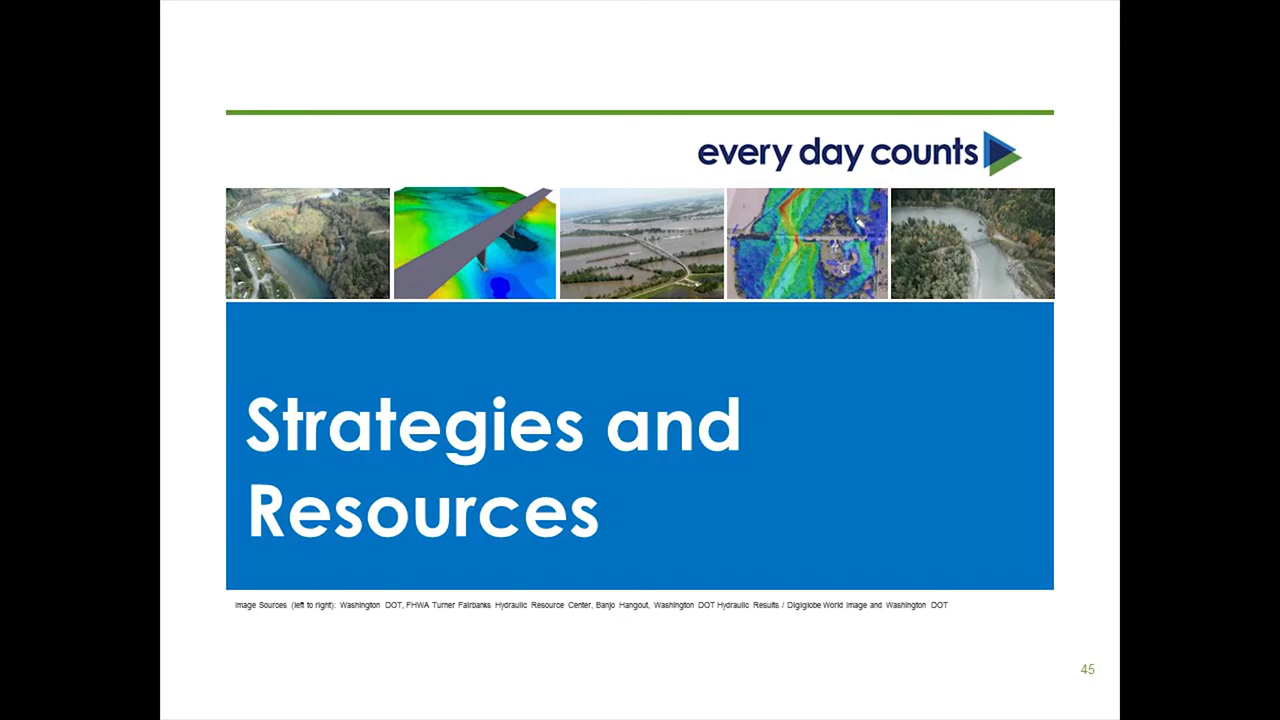 every day counts
Strategies and
Resources
Image Sources (left to right): Washington DOT, FHWA Turner Fairbanks Hydraulic Resource Center, Banjo Hangout, Washington DOT Hydraulic Results / Digiglobe World Image and Washington DOT
45